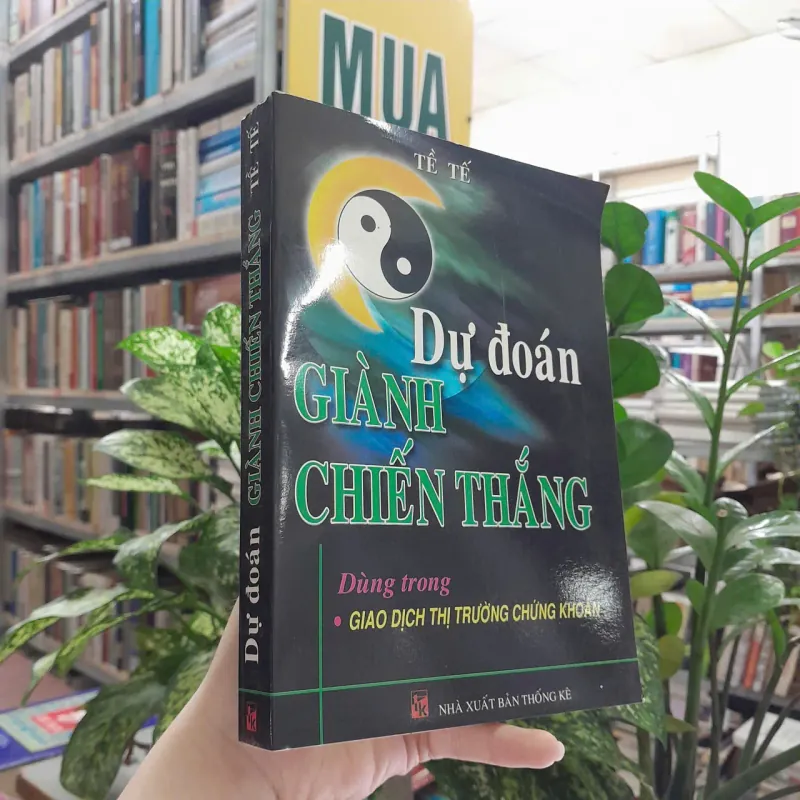 MUA
TỀ TẾ
Dự đoán
GIÀNH
CHIẾN THẮNG
Dùng trong
• GIAO DỊCH THỊ TRƯỜNG CHỨNG KHOÁN
NHÀ XUẤT BẢN THỐNG KÊ
Dự đoán GIÀNH CHIẾN THẮNG TỀ TẾ